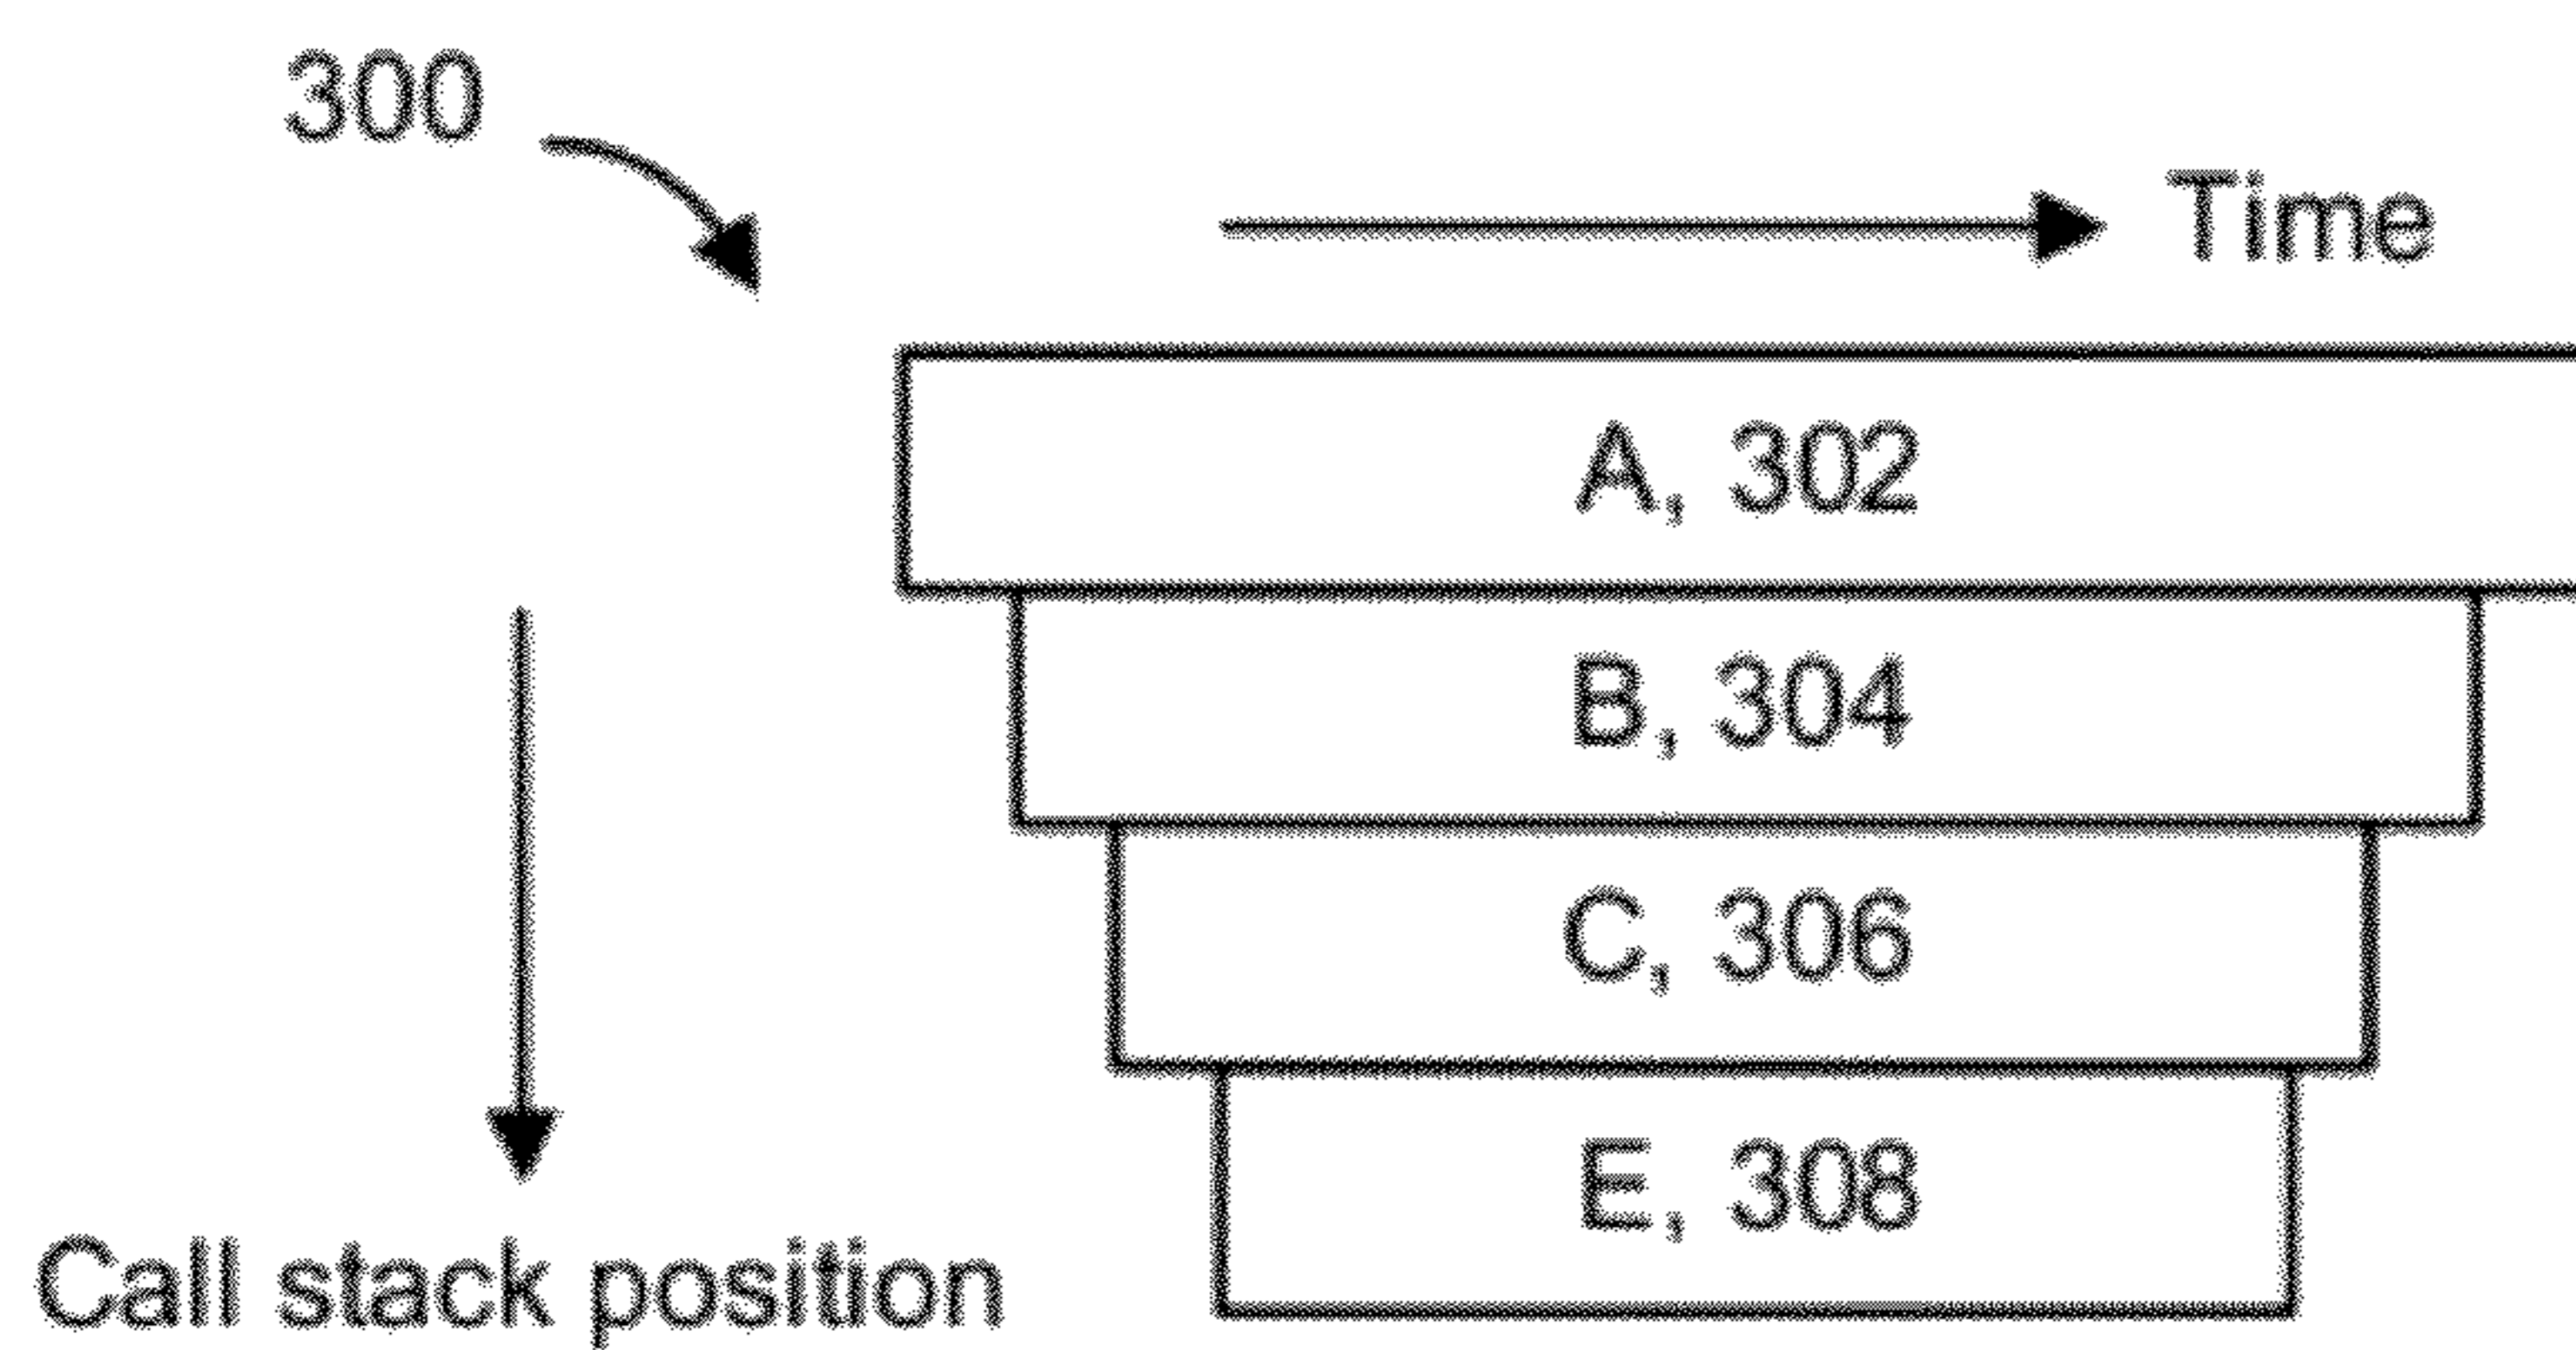 300
Time
A, 302
B, 304
C, 306
E, 308
Call stack position